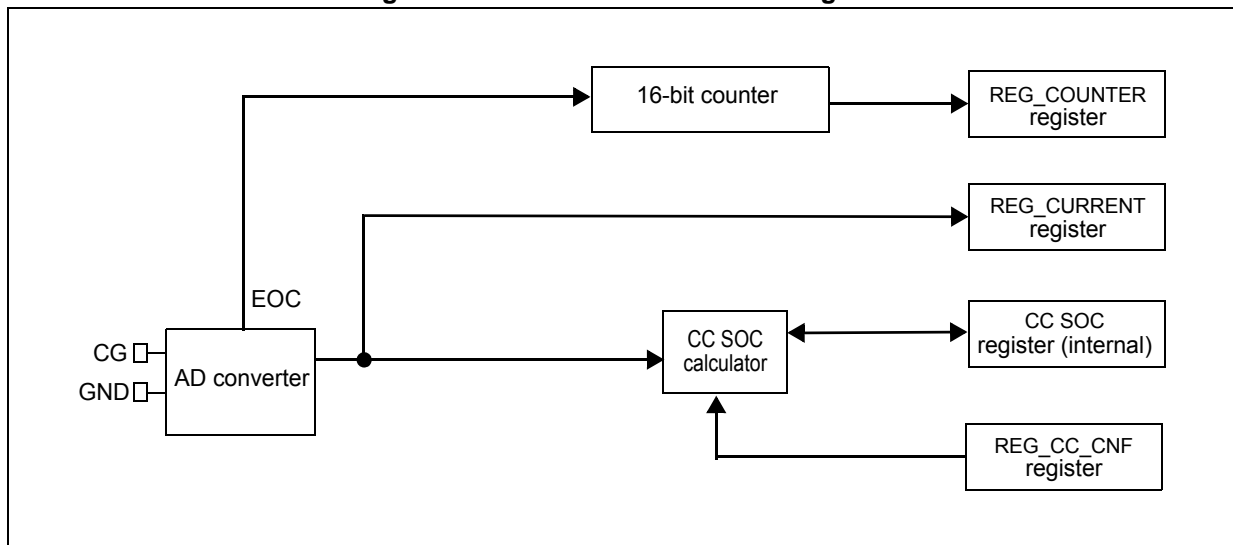 16-bit counter
REG_COUNTER
register
REG_CURRENT
register
EOC
CG
GND
AD converter
CC SOC
calculator
CC SOC
register (internal)
REG_CC_CNF
register